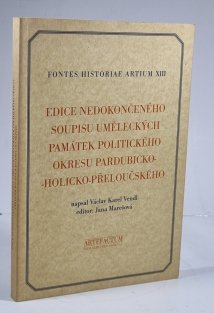 FONTES HISTORIAE ARTIUM XIII
EDICE NEDOKONČENÉHO
SOUPISU UMĚLECKÝCH
PAMÁTEK POLITICKÉHO
OKRESU PARDUBICKO-
-HOLICKO-PŘELOUČSKÉHO
napsal Václav Karel Vendl
editor: Jana Marešová
ARTEFACTUM